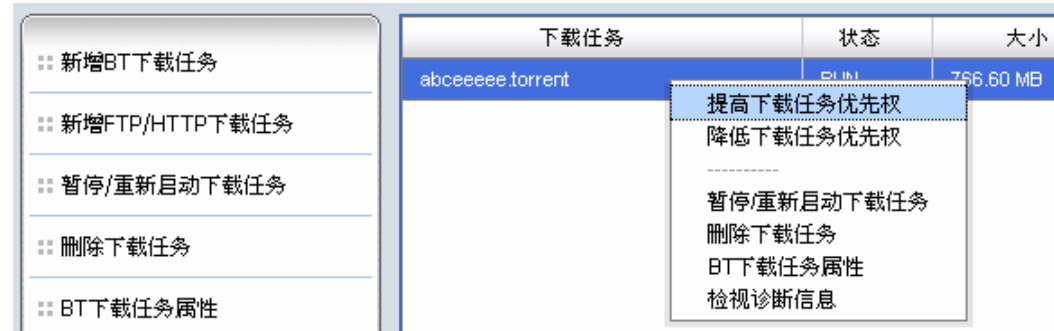 新增BT下载任务
新增FTP/HTTP下载任务
暂停/重新启动下载任务
删除下载任务
BT下载任务属性
下载任务 状态 大小
abceeeee.torrent RUN 766.60 MB
提高下载任务优先权
降低下载任务优先权
----------
暂停/重新启动下载任务
删除下载任务
BT下载任务属性
检视诊断信息